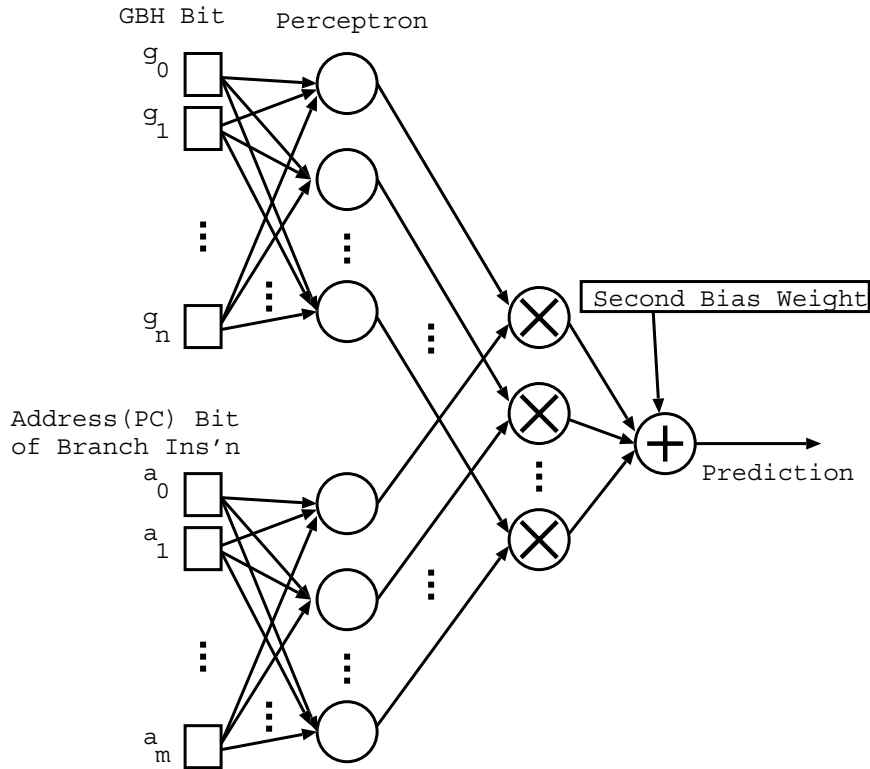 GBH Bit
Perceptron
g0
g1
gn
Second Bias Weight
Address(PC) Bit
of Branch Ins'n
Prediction
a0
a1
am